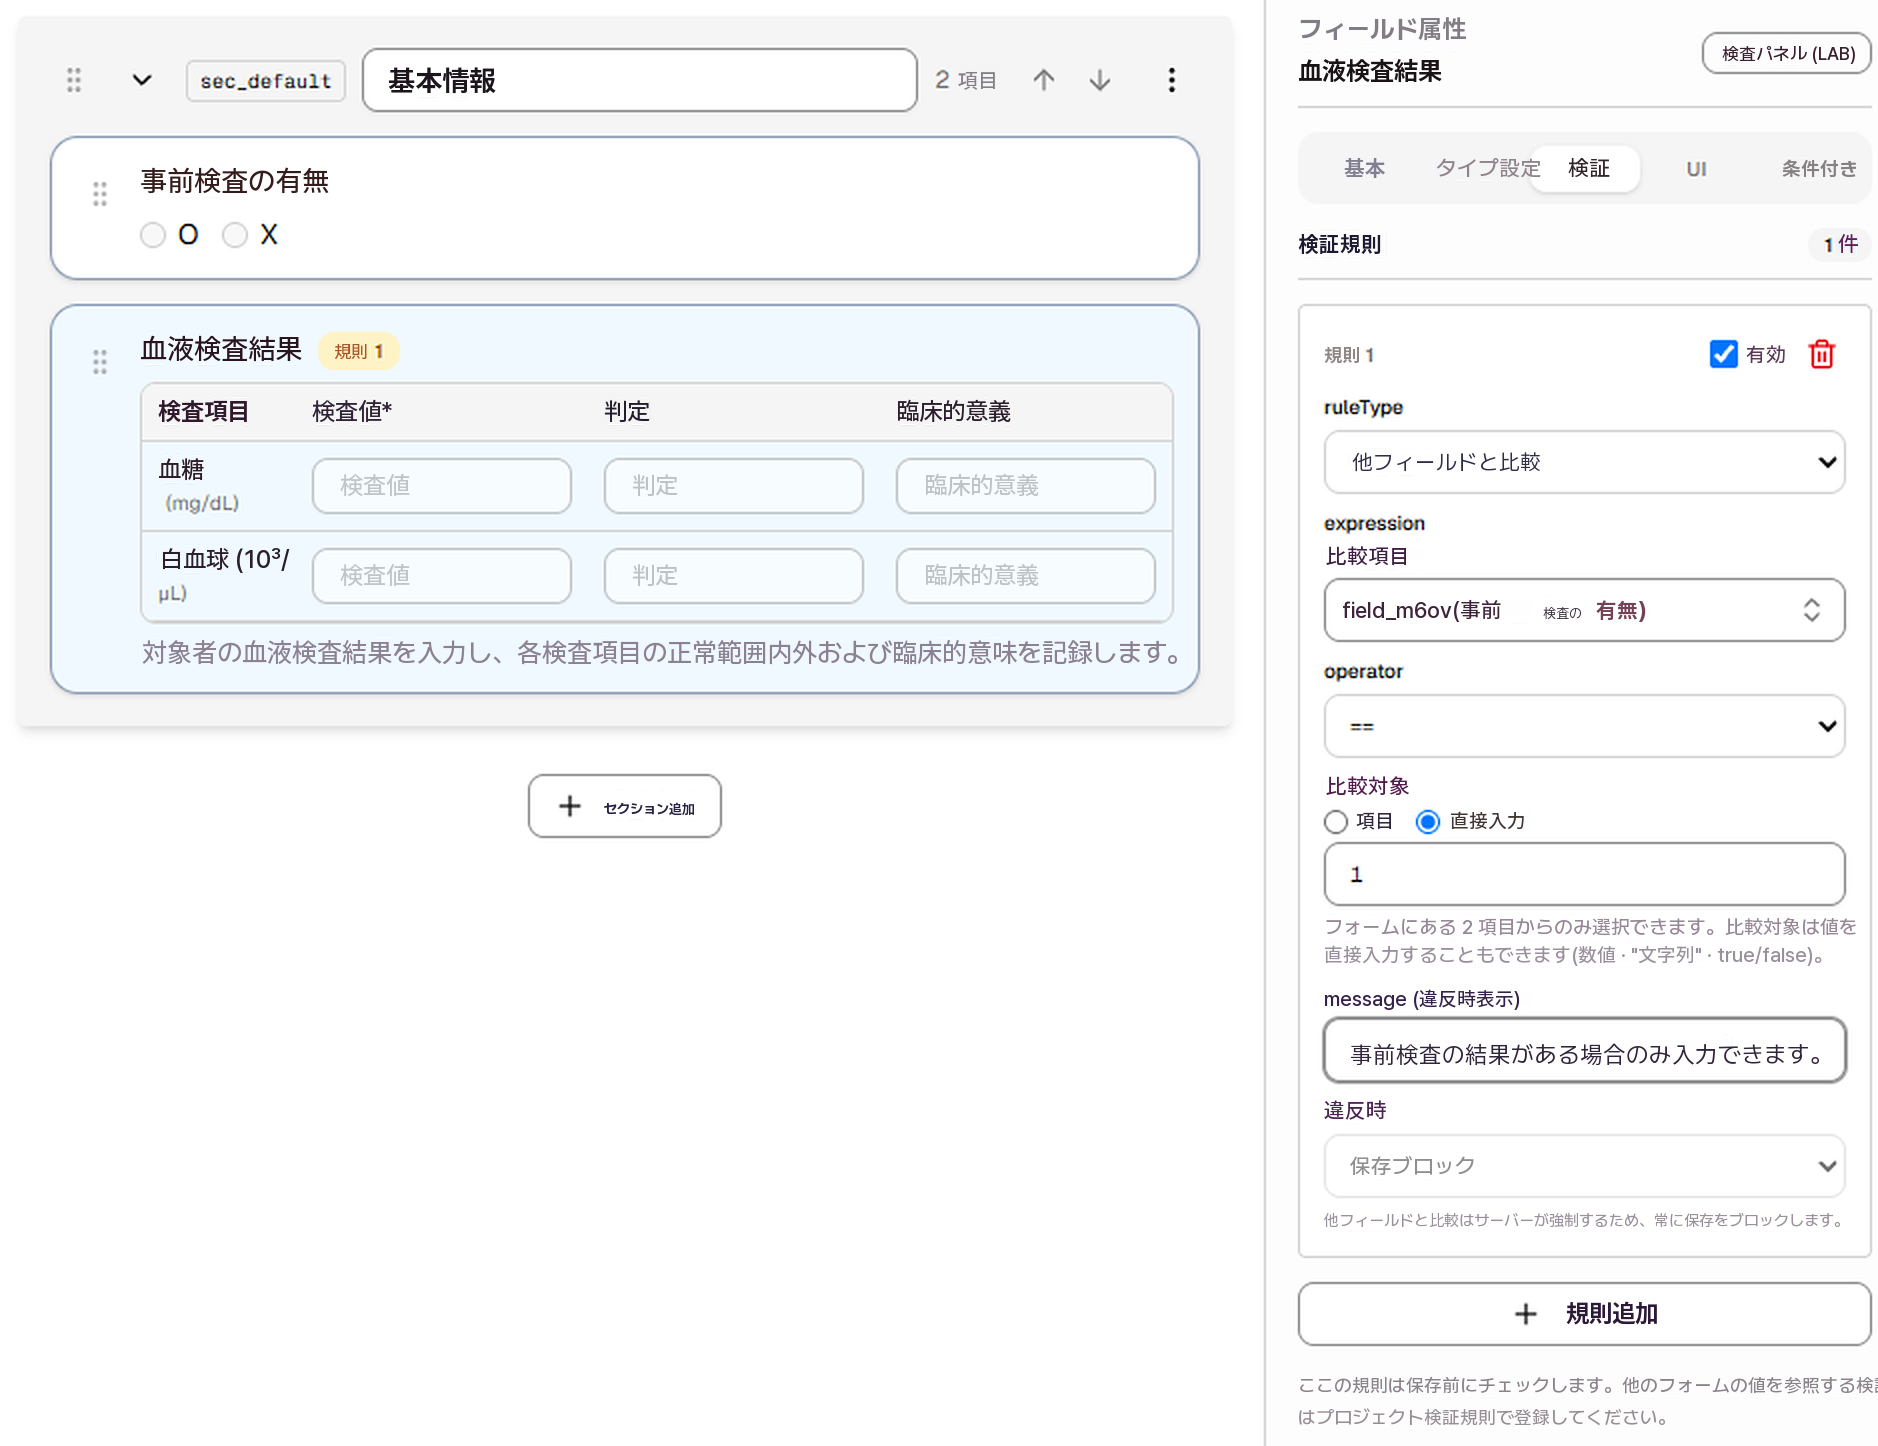 sec_default
基本情報
2 項目
事前検査の有無
O X
血液検査結果 規則 1
検査項目 検査値* 判定 臨床的意義
血糖
(mg/dL)
検査値 判定 臨床的意義
白血球 (10³/
μL)
検査値 判定 臨床的意義
対象者の血液検査結果を入力し、各検査項目の正常範囲内外および臨床的意味を記録します。
セクション追加
フィールド属性
血液検査結果
検査パネル (LAB)
基本 タイプ設定 検証 UI 条件付き
検証規則 1 件
規則 1 有効
ruleType
他フィールドと比較
expression
比較項目
field_m6ov(事前 検査の 有無)
operator
==
比較対象
項目 直接入力
1
フォームにある 2 項目からのみ選択できます。比較対象は値を
直接入力することもできます(数値 · "文字列" · true/false)。
message (違反時表示)
事前検査の結果がある場合のみ入力できます。
違反時
保存ブロック
他フィールドと比較はサーバーが強制するため、常に保存をブロックします。
規則追加
ここの規則は保存前にチェックします。他のフォームの値を参照する検
はプロジェクト検証規則で登録してください。